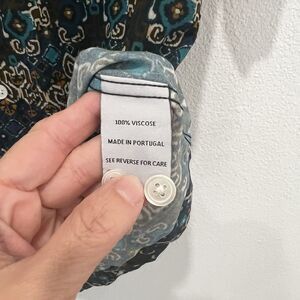 100% VISCOSE
MADE IN PORTUGAL
SEE REVERSE FOR CARE